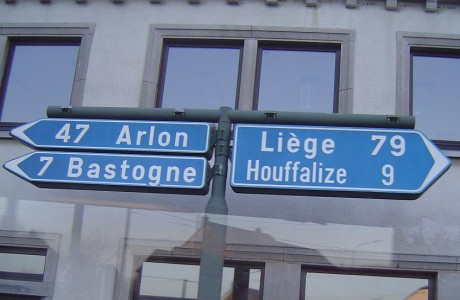 47 Arlon
7 Bastogne
Liège 79
Houffalize 9